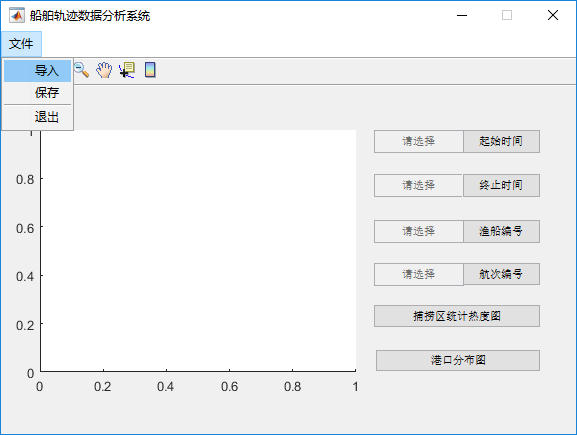 船舶轨迹数据分析系统
文件
导入
保存
退出
请选择 起始时间
请选择 终止时间
请选择 渔船编号
请选择 航次编号
捕捞区统计热度图
港口分布图
1
0.8
0.6
0.4
0.2
0
0 0.2 0.4 0.6 0.8 1